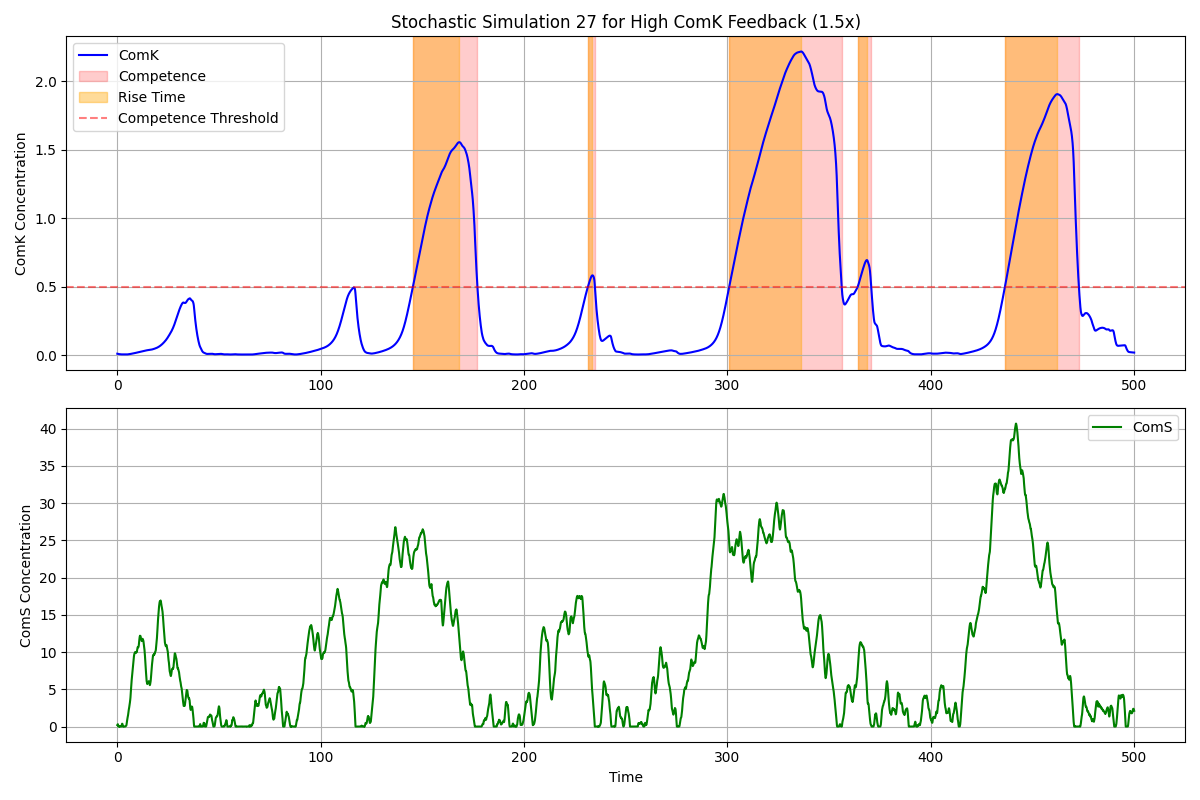 Stochastic Simulation 27 for High ComK Feedback (1.5x)
ComK
Competence
Rise Time
Competence Threshold
ComK Concentration
2.0
1.5
1.0
0.5
0.0
0 100 200 300 400 500
ComS
ComS Concentration
40
35
30
25
20
15
10
5
0
0 100 200 300 400 500
Time